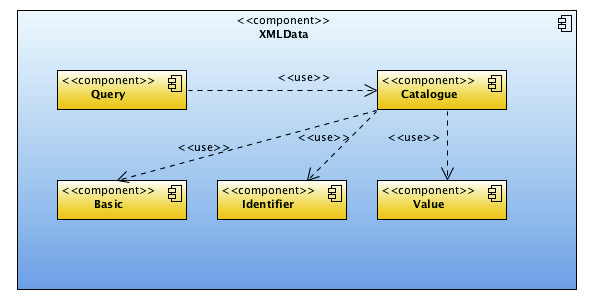 <<component>>
XMLData
<<component>>
Query
<<use>>
<<component>>
Catalogue
<<use>>
<<use>>
<<use>>
<<component>>
Basic
<<component>>
Identifier
<<component>>
Value